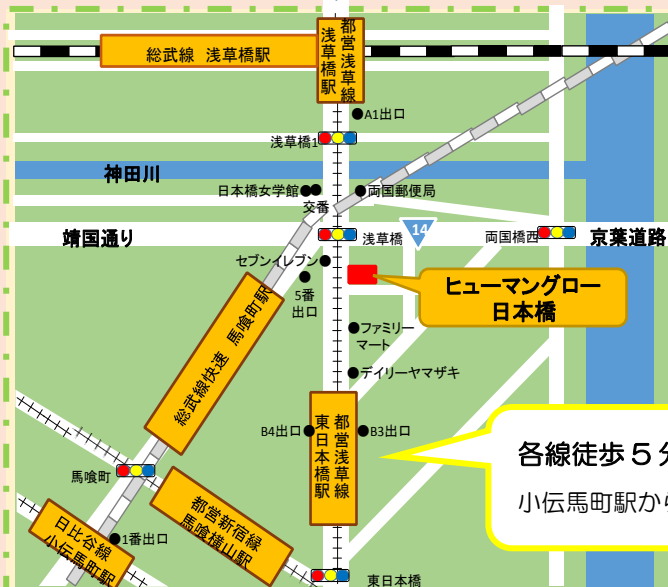 総武線 浅草橋駅
都営浅草線
浅草橋駅
A1出口
浅草橋1
神田川
日本橋女学館
交番
両国郵便局
靖国通り
浅草橋
14
両国橋西
京葉道路
セブンイレブン
5番
出口
ヒューマングロー
日本橋
総武線快速 馬喰町駅
ファミリー
マート
デイリーヤマザキ
都営浅草線
東日本橋駅
B4出口
B3出口
各線徒歩5分
小伝馬町駅から
馬喰町
都営新宿線
馬喰横山駅
日比谷線
小伝馬町駅
1番出口
東日本橋